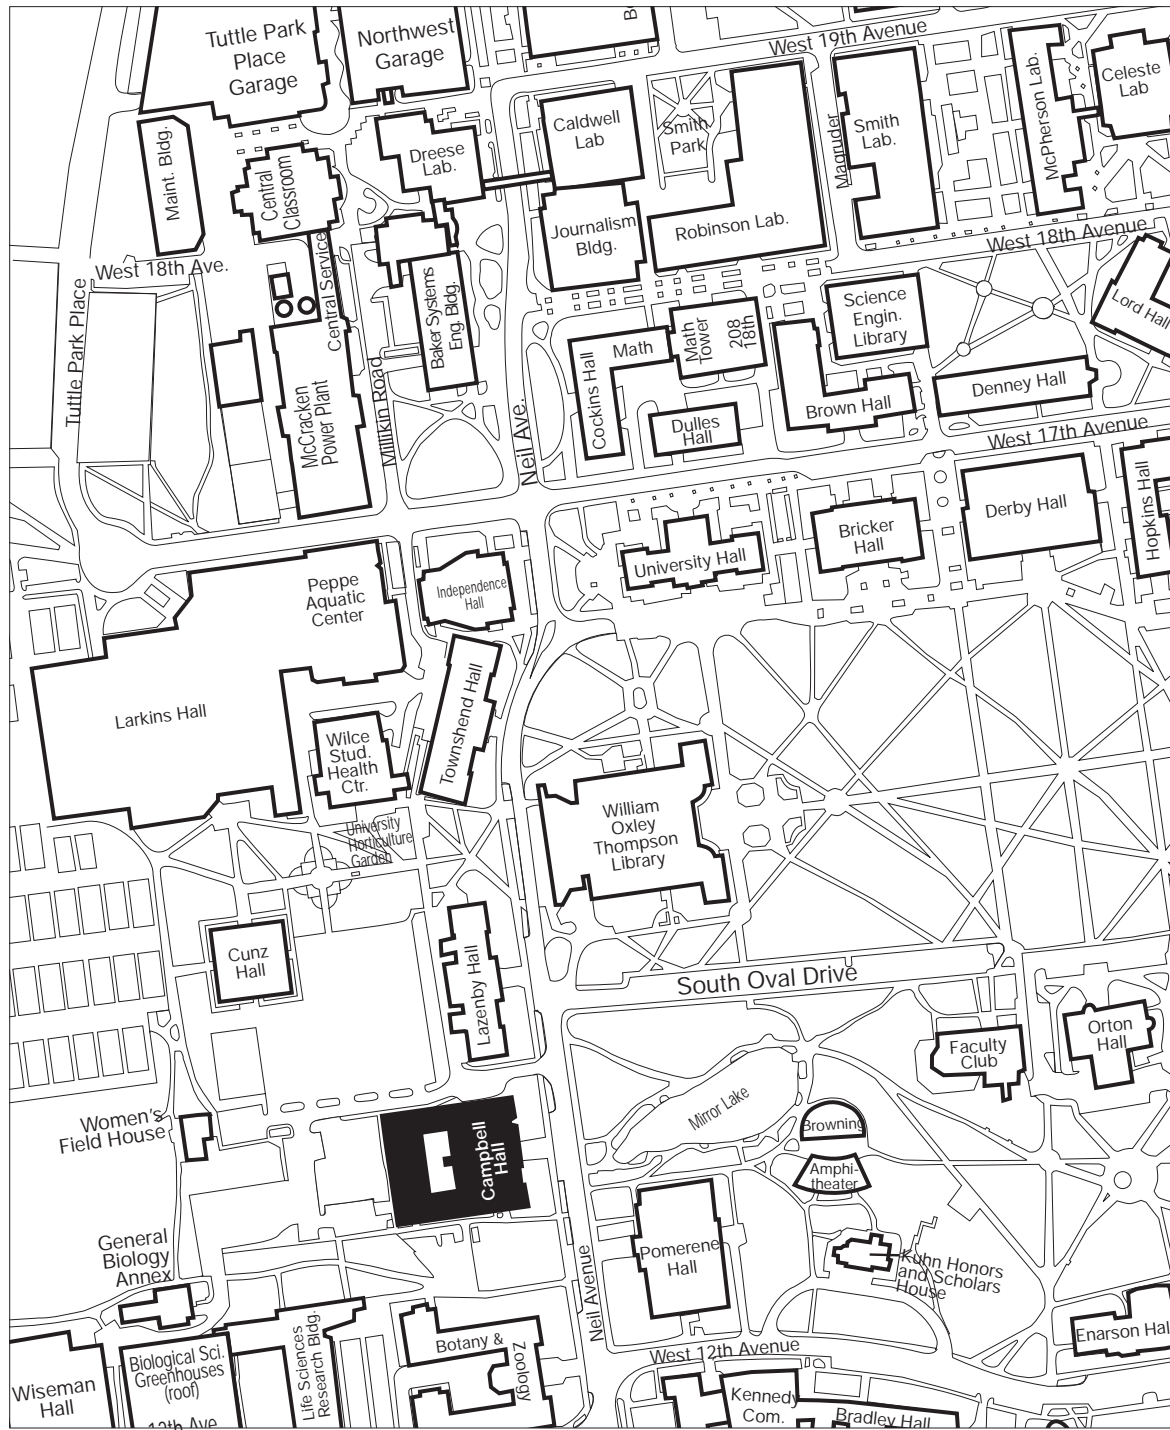 Tuttle Park
Place
Garage
Northwest
Garage
West 19th Avenue
Maint. Bldg.
Central
Classroom
Dreese
Lab.
Caldwell
Lab
Smith
Park
Magruder
Smith
Lab.
McPherson Lab.
Celeste
Lab
Journalism
Bldg.
Robinson Lab.
West 18th Avenue
West 18th Ave.
Central Service
Tuttle Park Place
Baker Systems
Eng. Bldg.
Science
Engin.
Library
Lord Hall
Math
Math
Tower
208
18th
Cockins Hall
Dulles
Hall
Brown Hall
Denney Hall
McCracken
Power Plant
Millikin Road
Neil Ave.
West 17th Avenue
University Hall
Bricker
Hall
Derby Hall
Hopkins Hall
Peppe
Aquatic
Center
Independence
Hall
Larkins Hall
Townshend Hall
Wilce
Stud.
Health
Ctr.
University
Horticulture
Garden
William
Oxley
Thompson
Library
Cunz
Hall
Lazenby Hall
South Oval Drive
Faculty
Club
Orton
Hall
Mirror Lake
Women's
Field House
Campbell
Hall
Browning
Amphi-
theater
General
Biology
Annex
Pomerene
Hall
Kuhn Honors
and Scholars
House
Neil Avenue
West 12th Avenue
Enarson Hal
Wiseman
Hall
Biological Sci.
Greenhouses
(roof)
12th Ave
Life Sciences
Research Bldg.
Botany &
Zoology
Kennedy
Com.
Bradley Hall